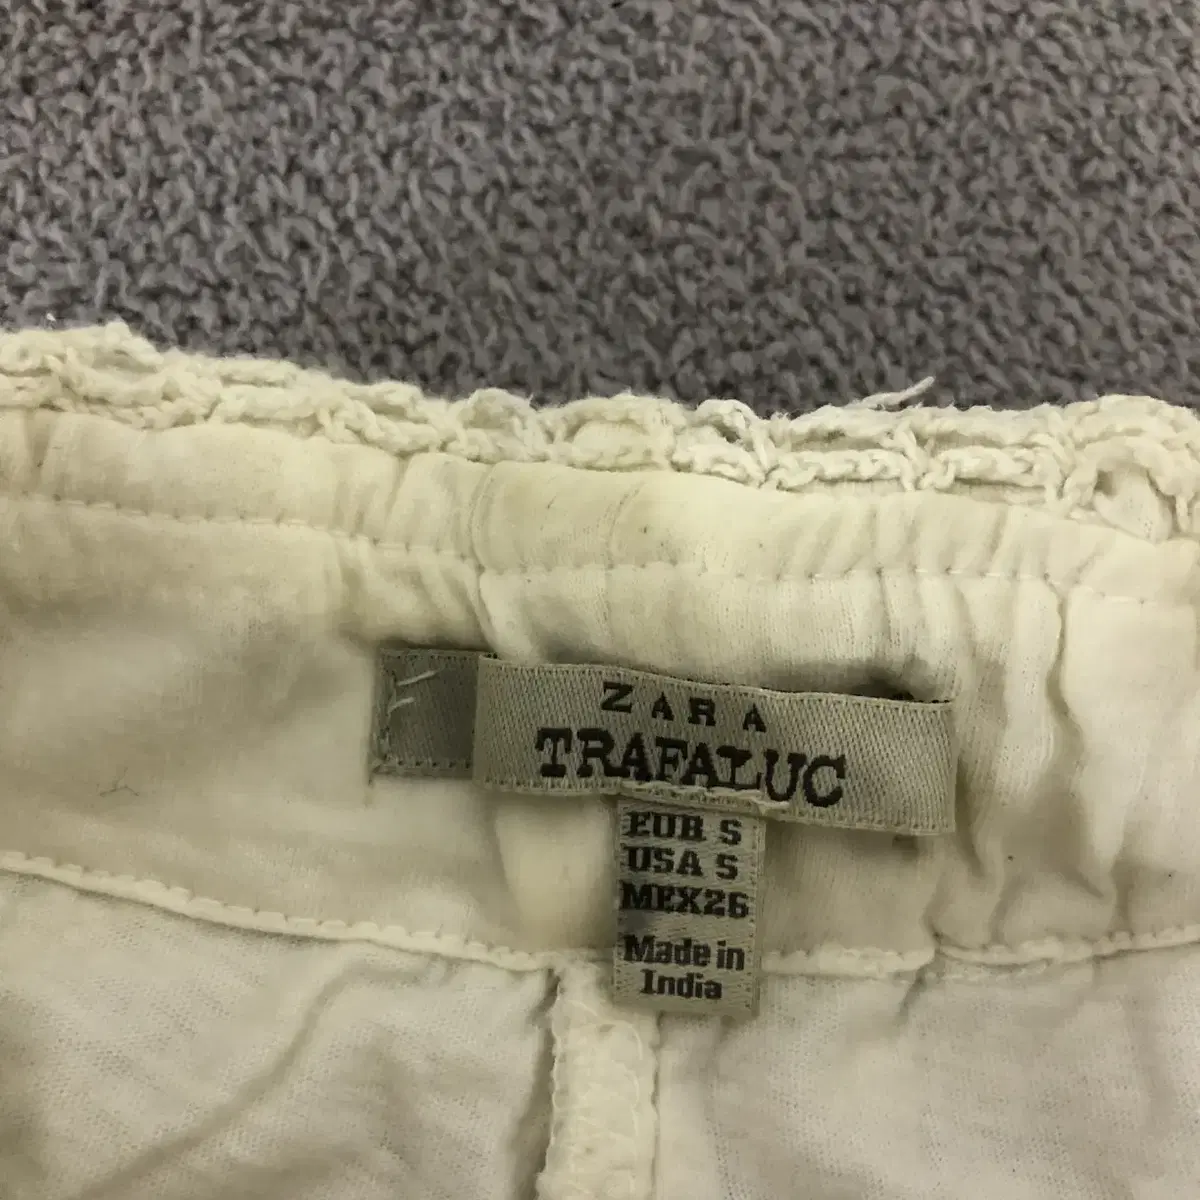 ZARA
TRAFALUC
EUR S
USA S
MEX26
Made in
India